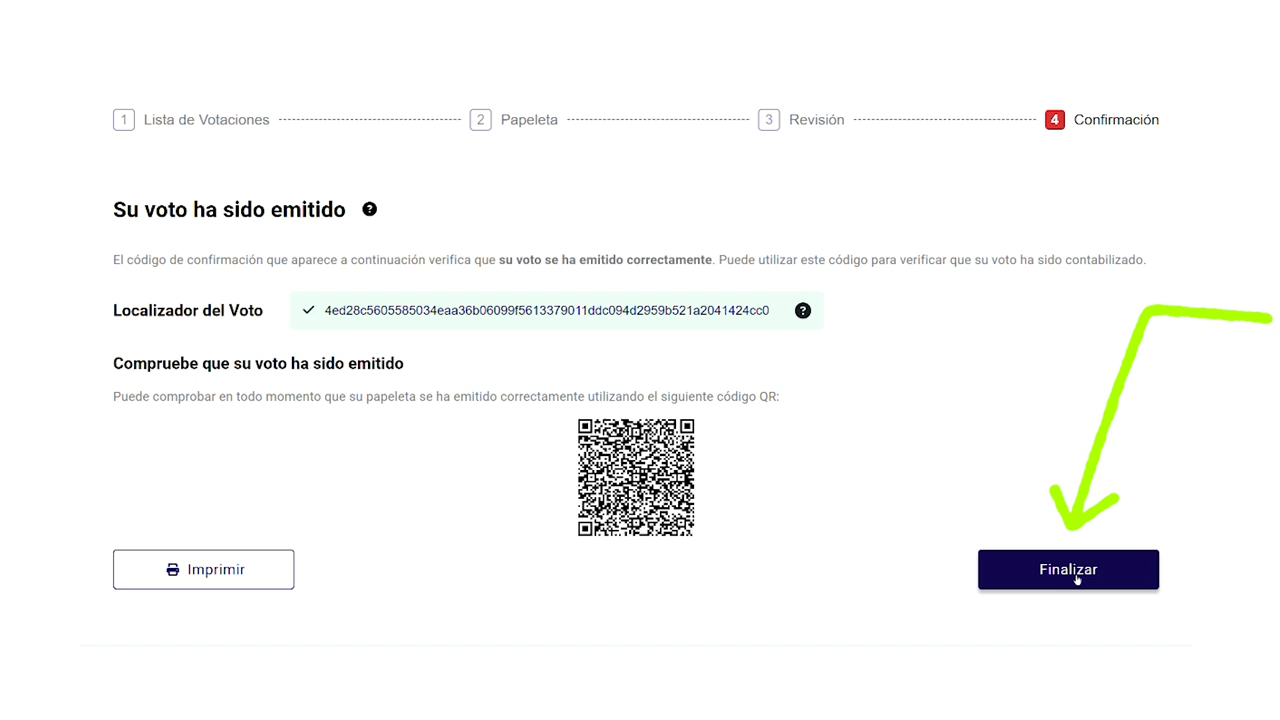 1 Lista de Votaciones 2 Papeleta 3 Revisión 4 Confirmación
Su voto ha sido emitido ?
El código de confirmación que aparece a continuación verifica que su voto se ha emitido correctamente. Puede utilizar este código para verificar que su voto ha sido contabilizado.
Localizador del Voto 4ed28c5605585034eaa36b06099f5613379011ddc094d2959b521a2041424cc0 ?
Compruebe que su voto ha sido emitido
Puede comprobar en todo momento que su papeleta se ha emitido correctamente utilizando el siguiente código QR:
Imprimir Finalizar